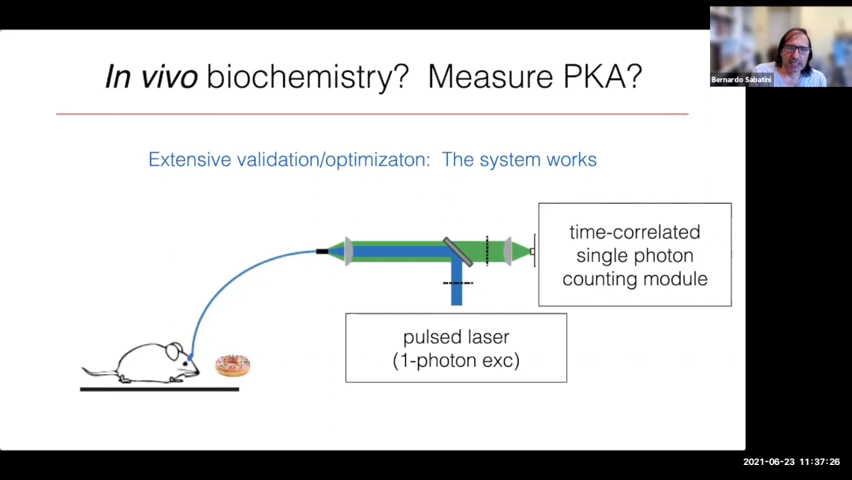 In vivo biochemistry? Measure PKA?
Bernardo Sabatini
Extensive validation/optimizaton: The system works
time-correlated
single photon
counting module
pulsed laser
(1-photon exc)
2021-06-23 11:37:26